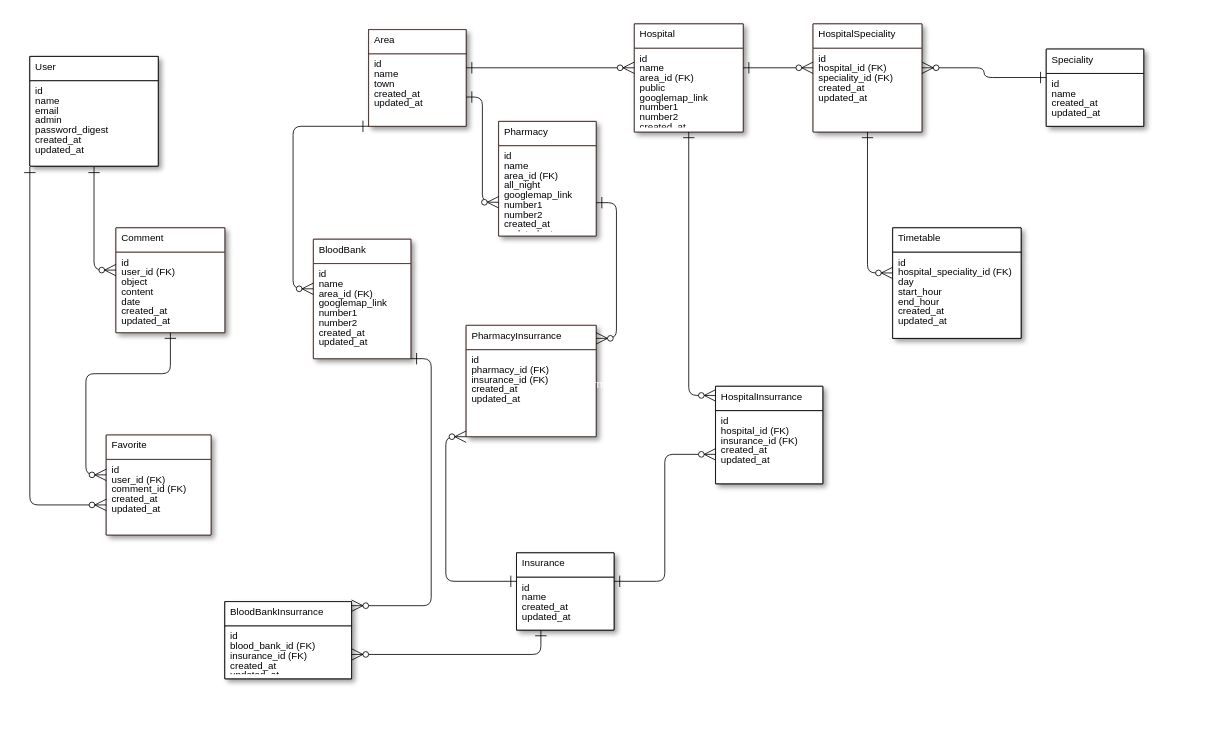 User
id
name
email
admin
password_digest
created_at
updated_at
Area
id
name
town
created_at
updated_at
Hospital
id
name
area_id (FK)
public
googlemap_link
number1
number2
created_at
HospitalSpeciality
id
hospital_id (FK)
speciality_id (FK)
created_at
updated_at
Speciality
id
name
created_at
updated_at
Pharmacy
id
name
area_id (FK)
all_night
googlemap_link
number1
number2
created_at
Comment
id
user_id (FK)
object
content
date
created_at
updated_at
BloodBank
id
name
area_id (FK)
googlemap_link
number1
number2
created_at
updated_at
Timetable
id
hospital_speciality_id (FK)
day
start_hour
end_hour
created_at
updated_at
PharmacyInsurrance
id
pharmacy_id (FK)
insurance_id (FK)
created_at
updated_at
HospitalInsurrance
id
hospital_id (FK)
insurance_id (FK)
created_at
updated_at
Favorite
id
user_id (FK)
comment_id (FK)
created_at
updated_at
Insurance
id
name
created_at
updated_at
BloodBankInsurrance
id
blood_bank_id (FK)
insurance_id (FK)
created_at
updated_at